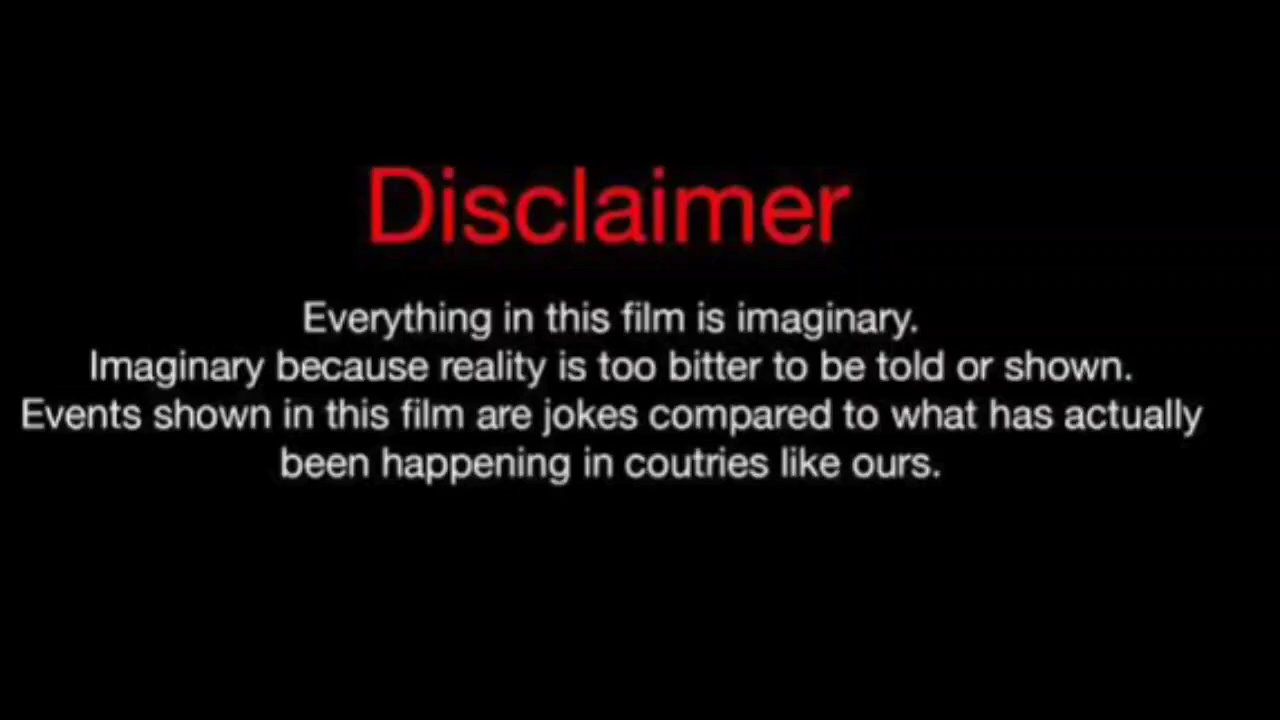 Disclaimer
Everything in this film is imaginary.
Imaginary because reality is too bitter to be told or shown.
Events shown in this film are jokes compared to what has actually
been happening in coutries like ours.